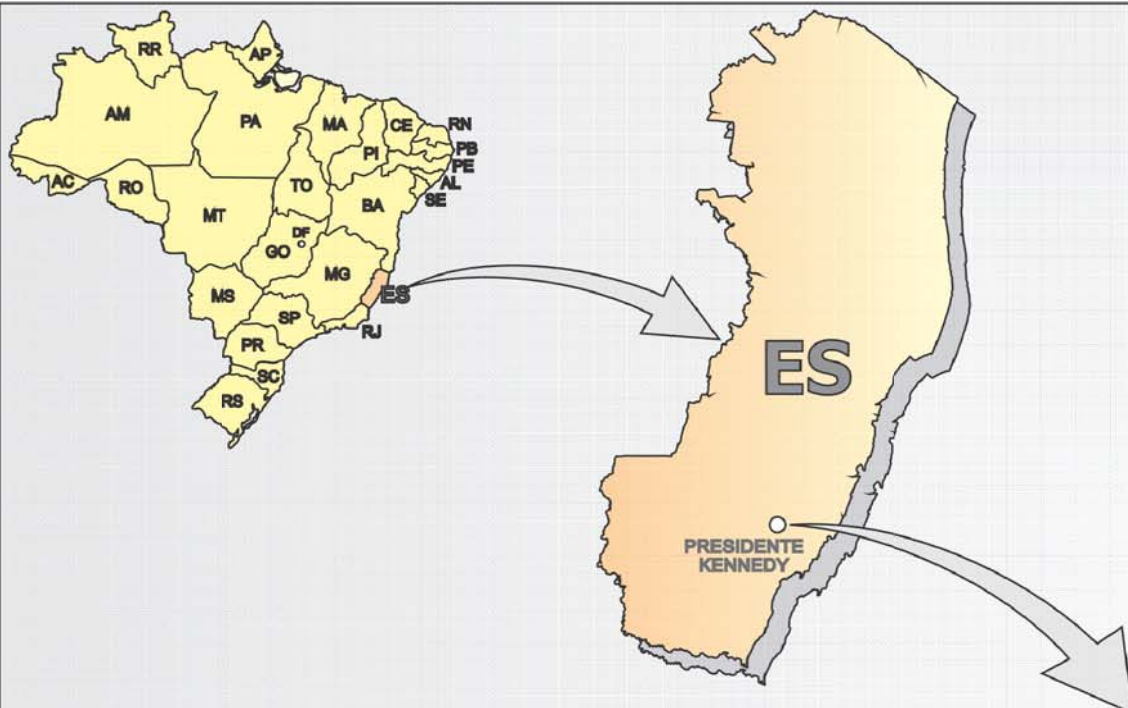 RR
AP
AM
PA
MA
CE
RN
PB
PE
AL
SE
PI
AC
RO
TO
BA
MT
DF
GO
MG
ES
MS
SP
RJ
PR
SC
RS
ES
PRESIDENTE
KENNEDY